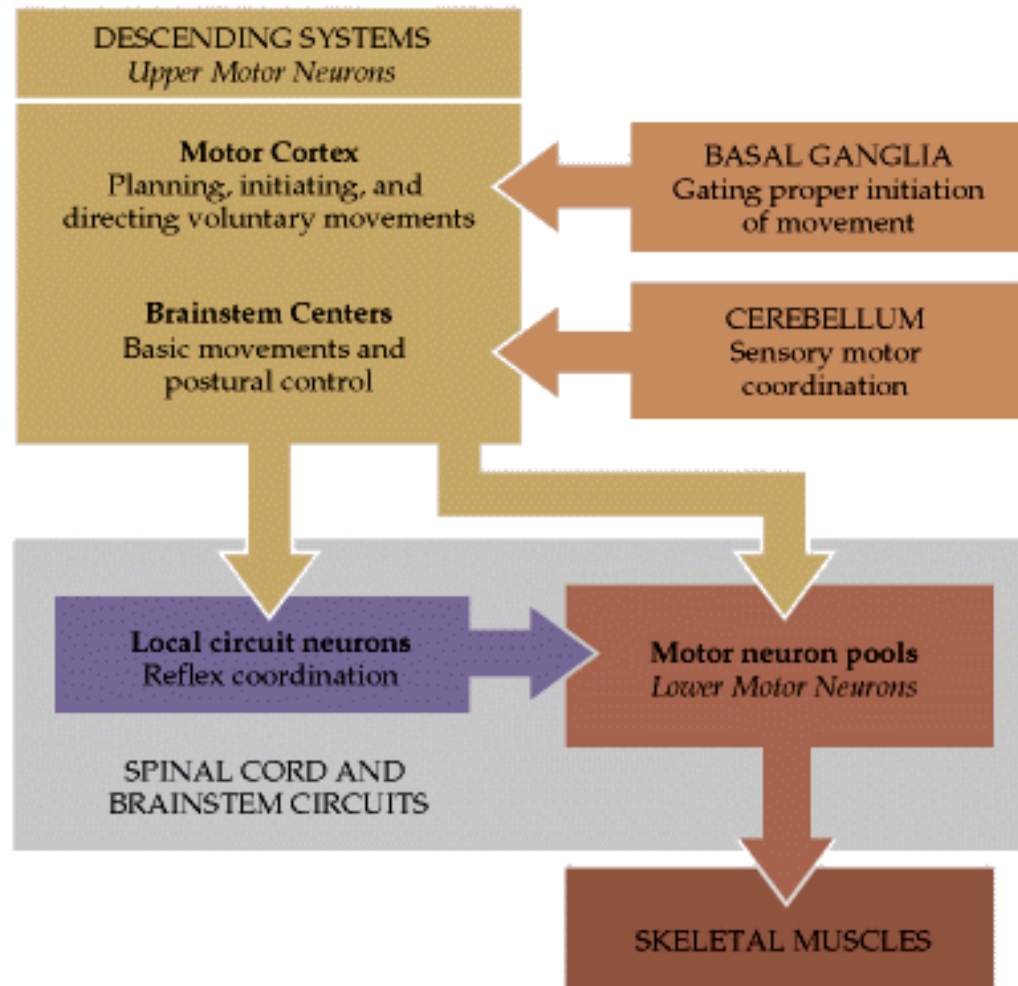 DESCENDING SYSTEMS
Upper Motor Neurons
Motor Cortex
Planning, initiating, and
directing voluntary movements
Brainstem Centers
Basic movements and
postural control
BASAL GANGLIA
Gating proper initiation
of movement
CEREBELLUM
Sensory motor
coordination
Local circuit neurons
Reflex coordination
Motor neuron pools
Lower Motor Neurons
SPINAL CORD AND
BRAINSTEM CIRCUITS
SKELETAL MUSCLES